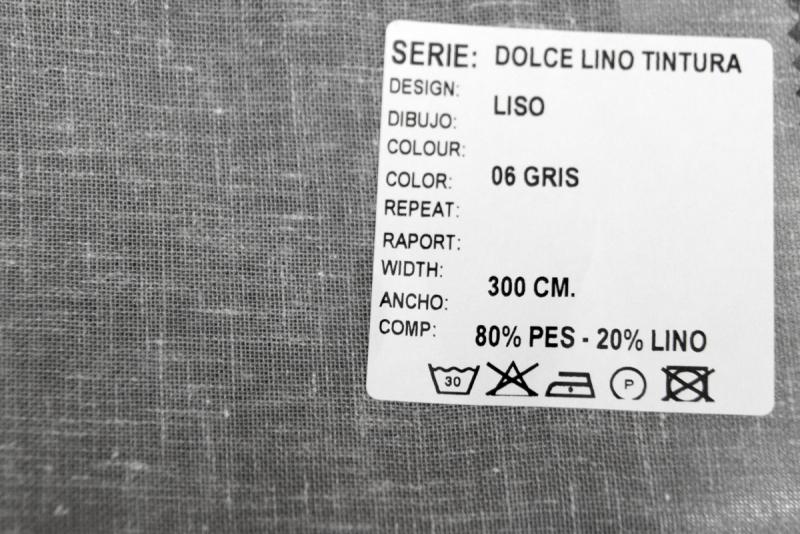 SERIE: DOLCE LINO TINTURA
DESIGN:
LISO
DIBUJO:
COLOUR:
COLOR: 06 GRIS
REPEAT:
RAPORT:
WIDTH:
300 CM.
ANCHO:
COMP: 80% PES - 20% LINO
30 P